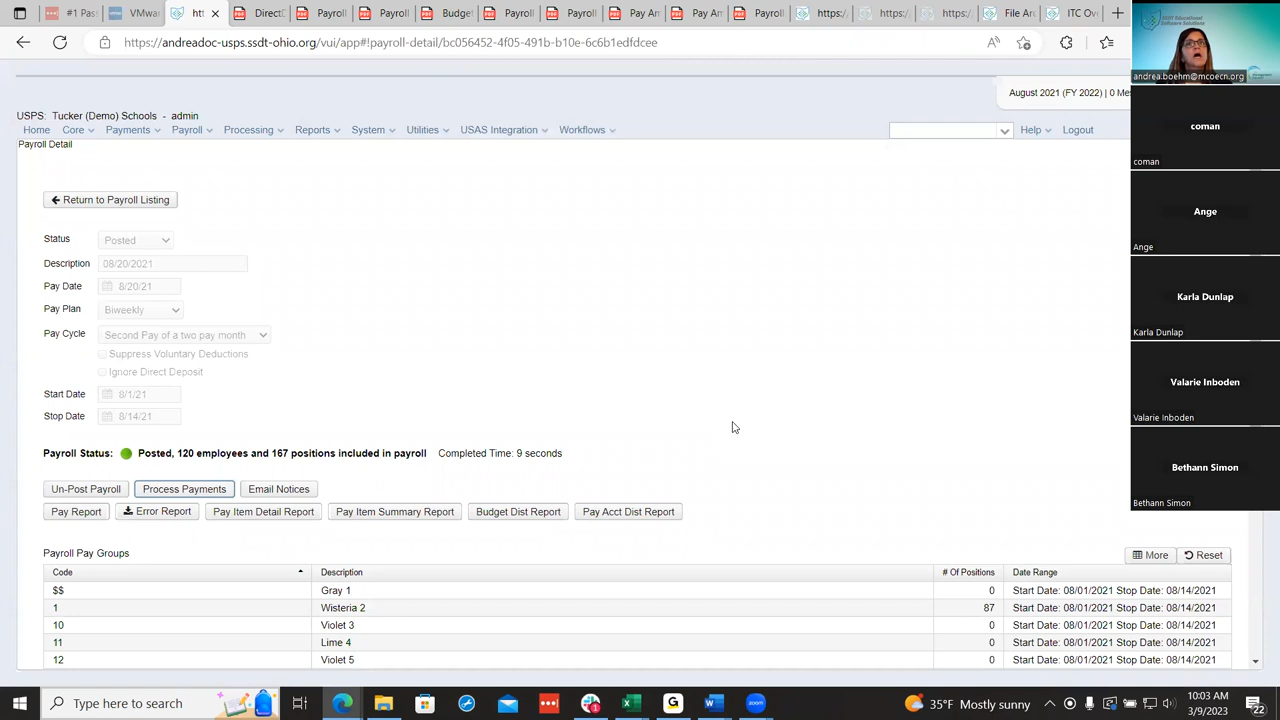 #1 Pass
VMware
htt
DirectD
Payroll
Payroll
Budget
Pay Am
Pay Am
Payroll
https:/
https:/
https:/
File Are
ITC Ov
https://andreadoc-usps.ssdt-ohio.org/vui/app#!payroll-detail/bc056452-4f05-491b-b10e-6c6b1edfdcee
August 2021 (FY 2022) | 0 Mes
USPS: Tucker (Demo) Schools - admin
Home Core Payments Payroll Processing Reports System Utilities USAS Integration Workflows Help Logout
Payroll Detail
Return to Payroll Listing
Status Posted
Description 08/20/2021
Pay Date 8/20/21
Pay Plan Biweekly
Pay Cycle Second Pay of a two pay month
Suppress Voluntary Deductions
Ignore Direct Deposit
Start Date 8/1/21
Stop Date 8/14/21
Payroll Status: Posted, 120 employees and 167 positions included in payroll Completed Time: 9 seconds
Un-Post Payroll Process Payments Email Notices
Pay Report Error Report Pay Item Detail Report Pay Item Summary Report Budget Dist Report Pay Acct Dist Report
Payroll Pay Groups More Reset
Code Description # Of Positions Date Range
$$ Gray 1 0 Start Date: 08/01/2021 Stop Date: 08/14/2021
1 Wisteria 2 87 Start Date: 08/01/2021 Stop Date: 08/14/2021
10 Violet 3 0 Start Date: 08/01/2021 Stop Date: 08/14/2021
11 Lime 4 0 Start Date: 08/01/2021 Stop Date: 08/14/2021
12 Violet 5 0 Start Date: 08/01/2021 Stop Date: 08/14/2021
SSDT Educational
Software Solutions
andrea.boehm@mcoecn.org
coman
coman
Ange
Ange
Karla Dunlap
Karla Dunlap
Valarie Inboden
Valarie Inboden
Bethann Simon
Bethann Simon
Type here to search
35°F Mostly sunny
10:03 AM
3/9/2023
22